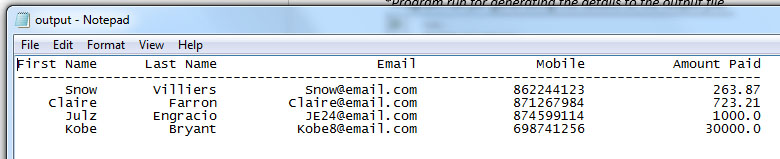 *Program run for generating the details to the output file
output - Notepad
File Edit Format View Help
First Name Last Name Email Mobile Amount Paid
--------------------------------------------------------------------------------------------------------
Snow Villiers Snow@email.com 862244123 263.87
Claire Farron Claire@email.com 871267984 723.21
Julz Engracio JE24@email.com 874599114 1000.0
Kobe Bryant Kobe8@email.com 698741256 30000.0